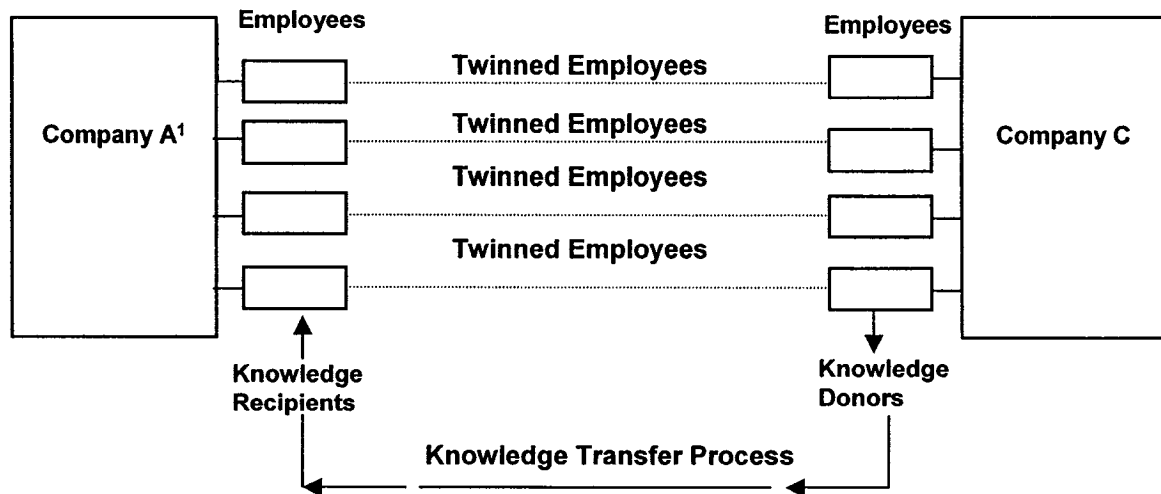 Employees
Employees
Twinned Employees
Company A¹
Twinned Employees
Company C
Twinned Employees
Twinned Employees
Knowledge
Recipients
Knowledge
Donors
Knowledge Transfer Process